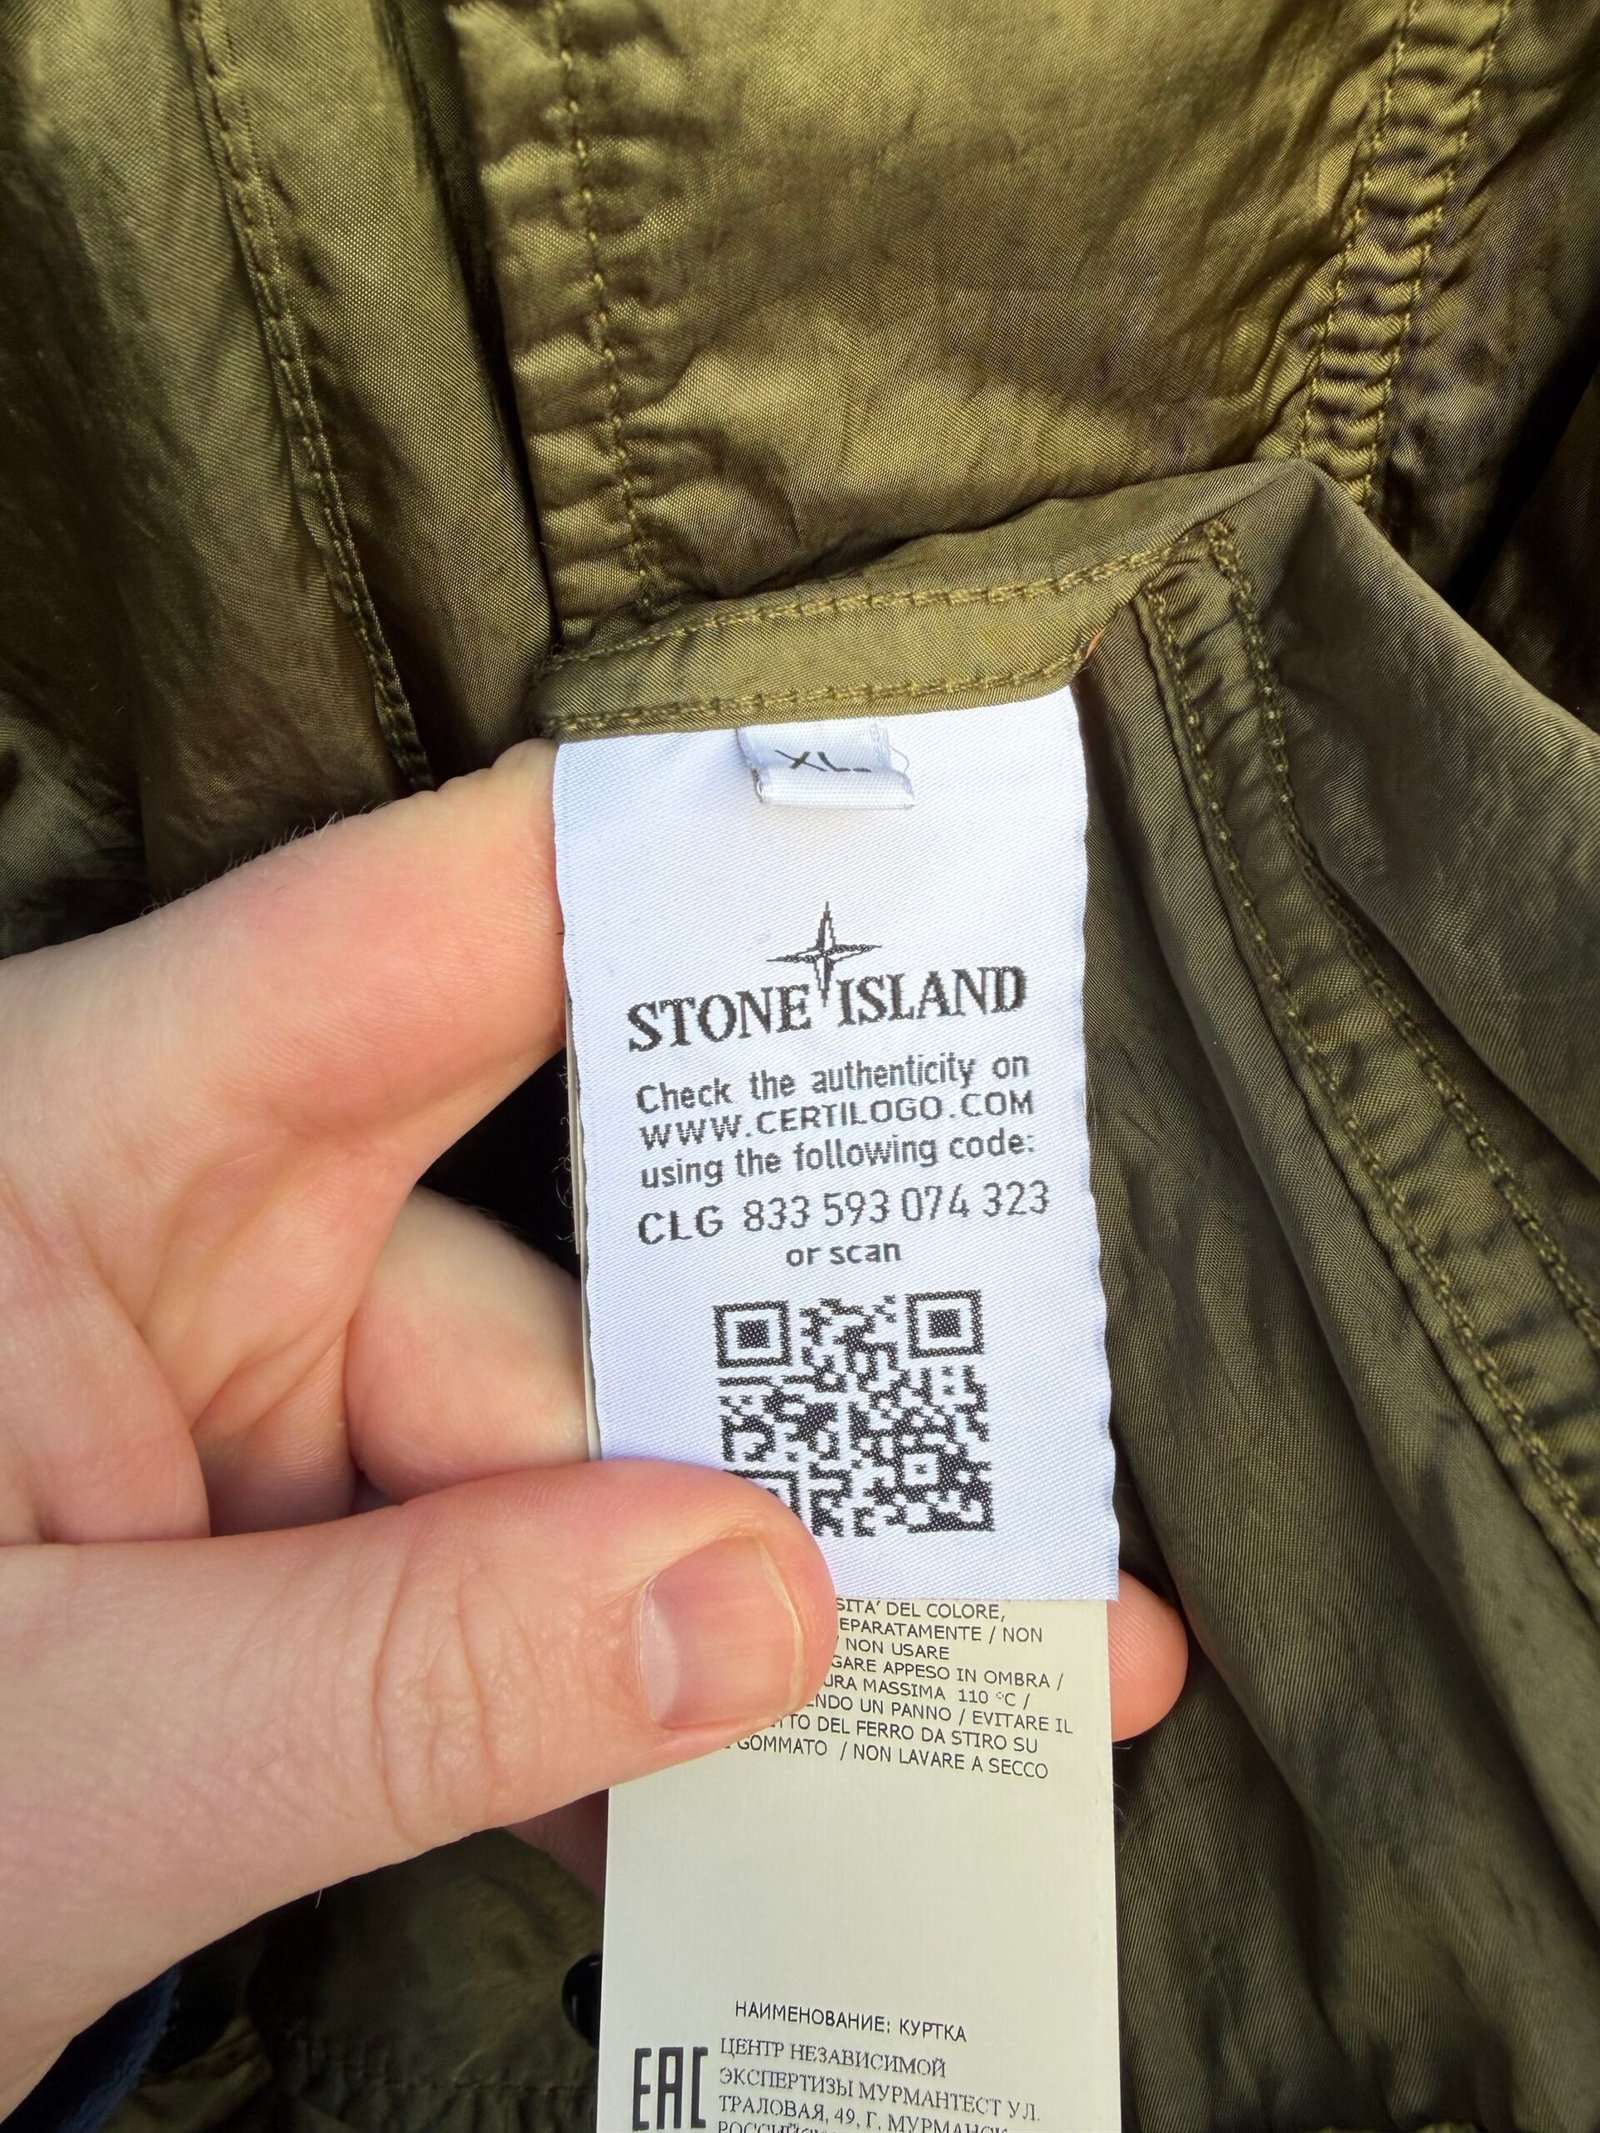 XL
STONE ISLAND
Check the authenticity on
WWW.CERTILOGO.COM
using the following code:
CLG 833 593 074 323
or scan
SITA' DEL COLORE,
EPARATAMENTE / NON
/ NON USARE
GARE APPESO IN OMBRA /
URA MASSIMA 110 °C /
ENDO UN PANNO / EVITARE IL
TTO DEL FERRO DA STIRO SU
GOMMATO / NON LAVARE A SECCO
НАИМЕНОВАНИЕ: КУРТКА
EAC
ЦЕНТР НЕЗАВИСИМОЙ
ЭКСПЕРТИЗЫ МУРМАНТЕСТ УЛ.
ТРАЛОВАЯ, 49, Г. МУРМАНСК